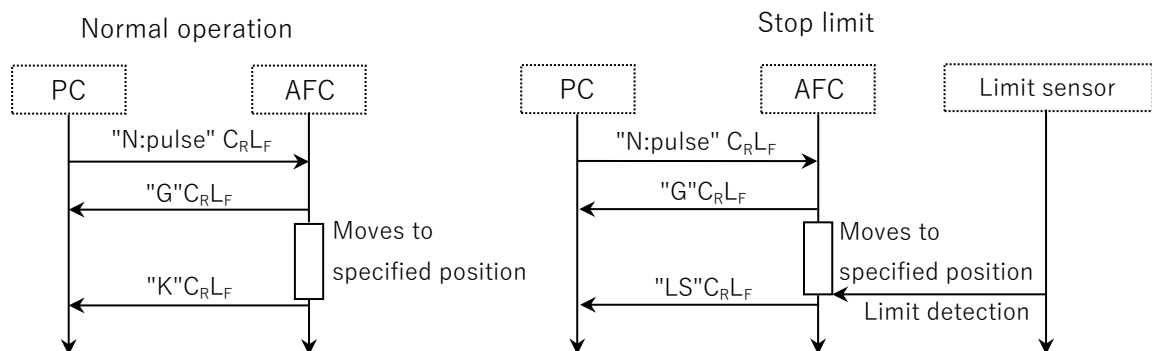 Normal operation
PC
AFC
"N:pulse" CRLF
"G"CRLF
Moves to
specified position
"K"CRLF
Stop limit
PC
AFC
Limit sensor
"N:pulse" CRLF
"G"CRLF
Moves to
specified position
"LS"CRLF
Limit detection